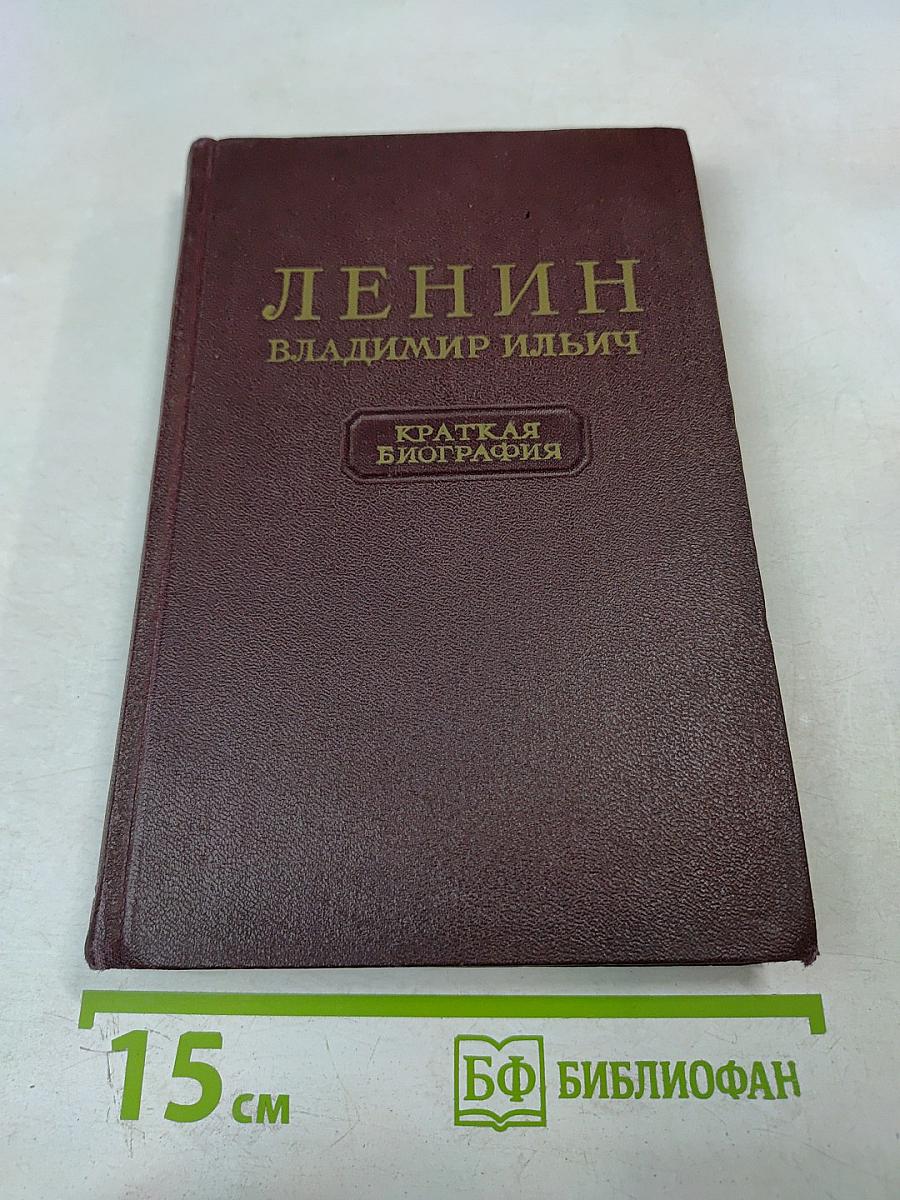 ЛЕНИН
ВЛАДИМИР ИЛЬИЧ
КРАТКАЯ
БИОГРАФИЯ
15 см
БФ БИБЛИОФАН